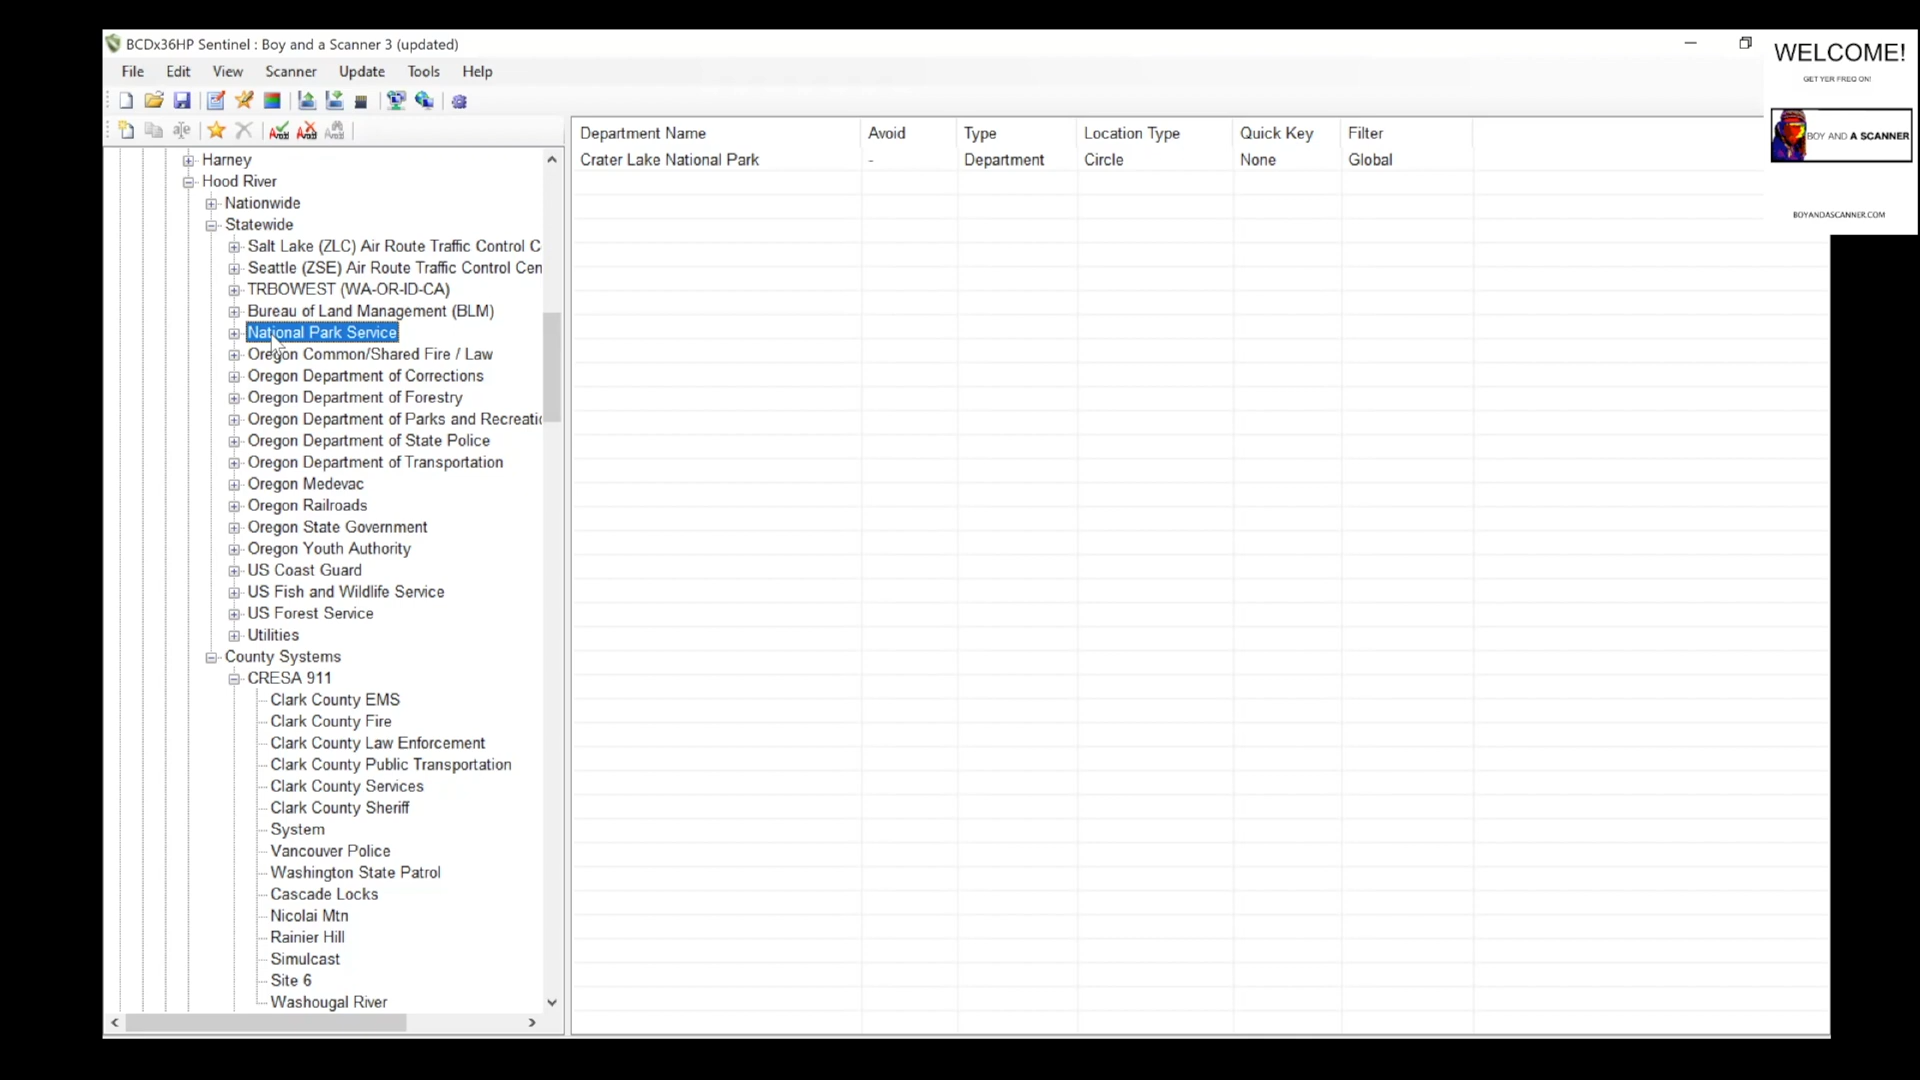 BCDx36HP Sentinel : Boy and a Scanner 3 (updated)
File Edit View Scanner Update Tools Help
WELCOME!
GET YER FREQ ON!
BOY AND A SCANNER
BOYANDASCANNER.COM
Department Name Avoid Type Location Type Quick Key Filter
Crater Lake National Park - Department Circle None Global
Harney
Hood River
Nationwide
Statewide
Salt Lake (ZLC) Air Route Traffic Control C
Seattle (ZSE) Air Route Traffic Control Cen
TRBOWEST (WA-OR-ID-CA)
Bureau of Land Management (BLM)
National Park Service
Oregon Common/Shared Fire / Law
Oregon Department of Corrections
Oregon Department of Forestry
Oregon Department of Parks and Recreatic
Oregon Department of State Police
Oregon Department of Transportation
Oregon Medevac
Oregon Railroads
Oregon State Government
Oregon Youth Authority
US Coast Guard
US Fish and Wildlife Service
US Forest Service
Utilities
County Systems
CRESA 911
Clark County EMS
Clark County Fire
Clark County Law Enforcement
Clark County Public Transportation
Clark County Services
Clark County Sheriff
System
Vancouver Police
Washington State Patrol
Cascade Locks
Nicolai Mtn
Rainier Hill
Simulcast
Site 6
Washougal River